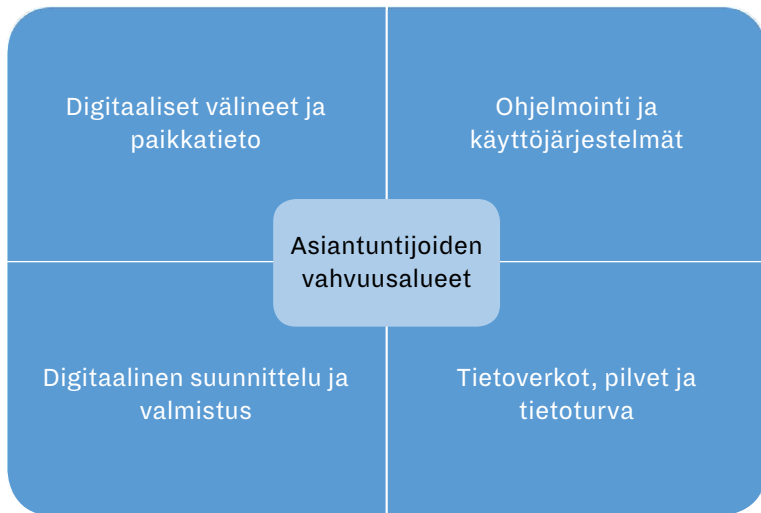 Digitaaliset välineet ja
paikkatieto
Ohjelmointi ja
käyttöjärjestelmät
Asiantuntijoiden
vahvuusalueet
Digitaalinen suunnittelu ja
valmistus
Tietoverkot, pilvet ja
tietoturva